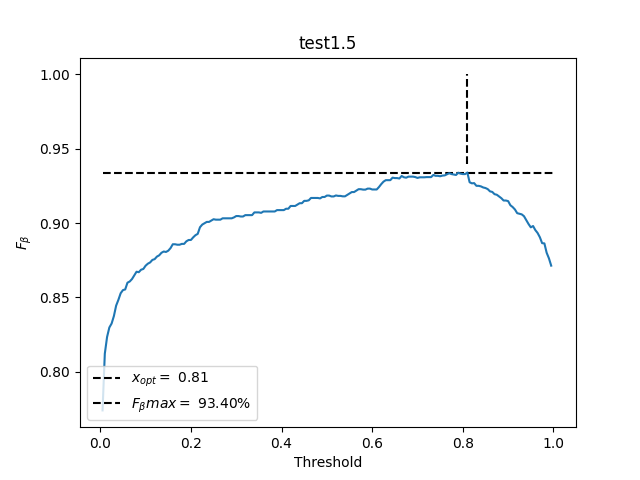 test1.5
1.00
0.95
0.90
0.85
0.80
F_β
x_opt = 0.81
F_β max = 93.40%
0.0 0.2 0.4 0.6 0.8 1.0
Threshold